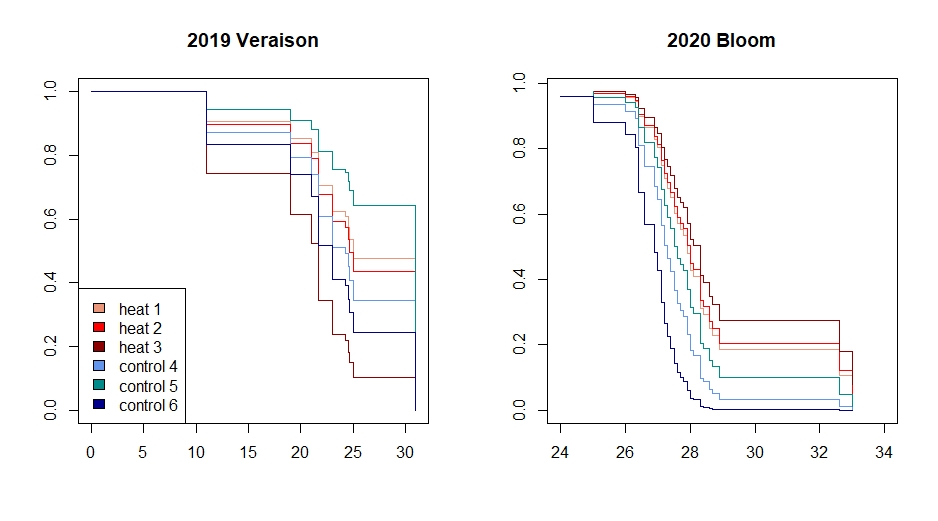 2019 Veraison
1.0
0.8
0.6
0.4
0.2
0.0
0 5 10 15 20 25 30
heat 1
heat 2
heat 3
control 4
control 5
control 6
2020 Bloom
1.0
0.8
0.6
0.4
0.2
0.0
24 26 28 30 32 34